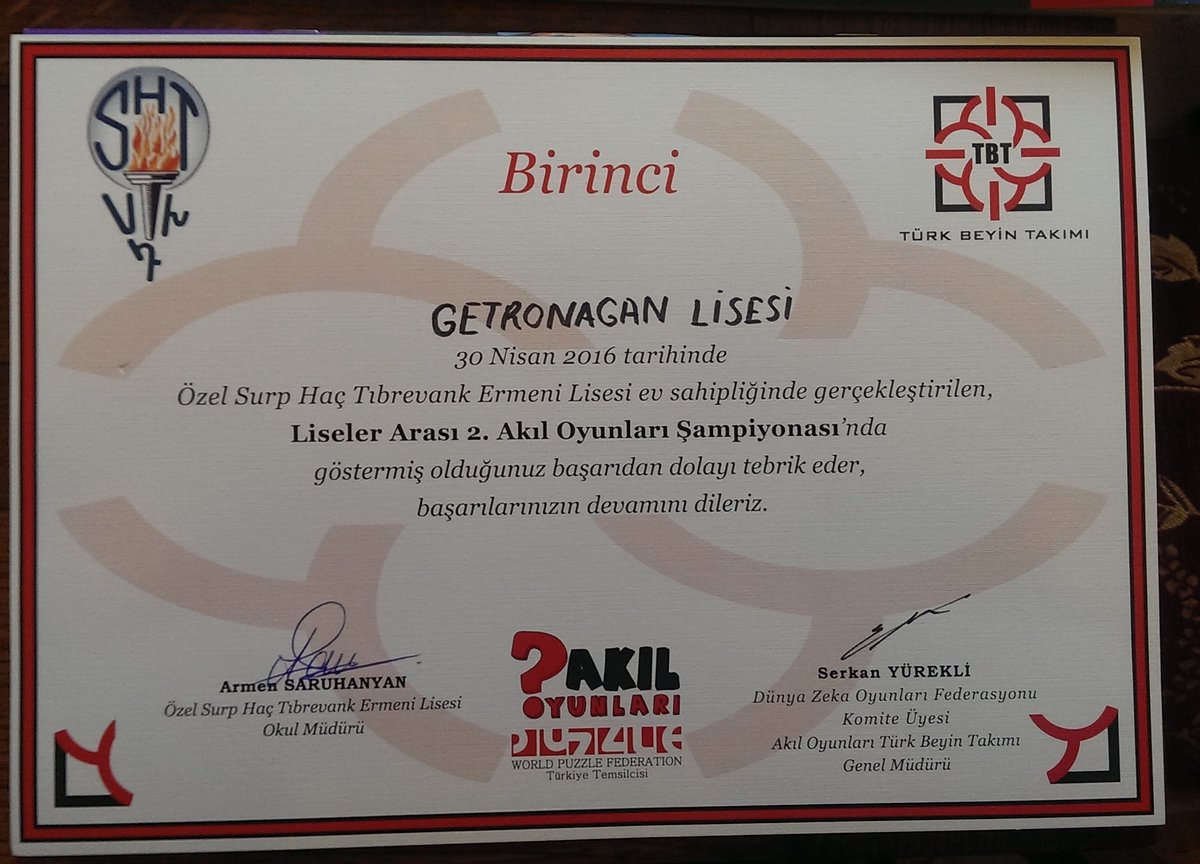 SHT
Վ Ն
Դ
Birinci
TBT
TÜRK BEYİN TAKIMI
GETRONAGAN LİSESİ
30 Nisan 2016 tarihinde
Özel Surp Haç Tıbrevank Ermeni Lisesi ev sahipliğinde gerçekleştirilen,
Liseler Arası 2. Akıl Oyunları Şampiyonası'nda
göstermiş olduğunuz başarıdan dolayı tebrik eder,
başarılarınızın devamını dileriz.
Armen SARUHANYAN
Özel Surp Haç Tıbrevank Ermeni Lisesi
Okul Müdürü
?AKIL
OYUNLARI
PUZZLE
WORLD PUZZLE FEDERATION
Türkiye Temsilcisi
Serkan YÜREKLİ
Dünya Zeka Oyunları Federasyonu
Komite Üyesi
Akıl Oyunları Türk Beyin Takımı
Genel Müdürü